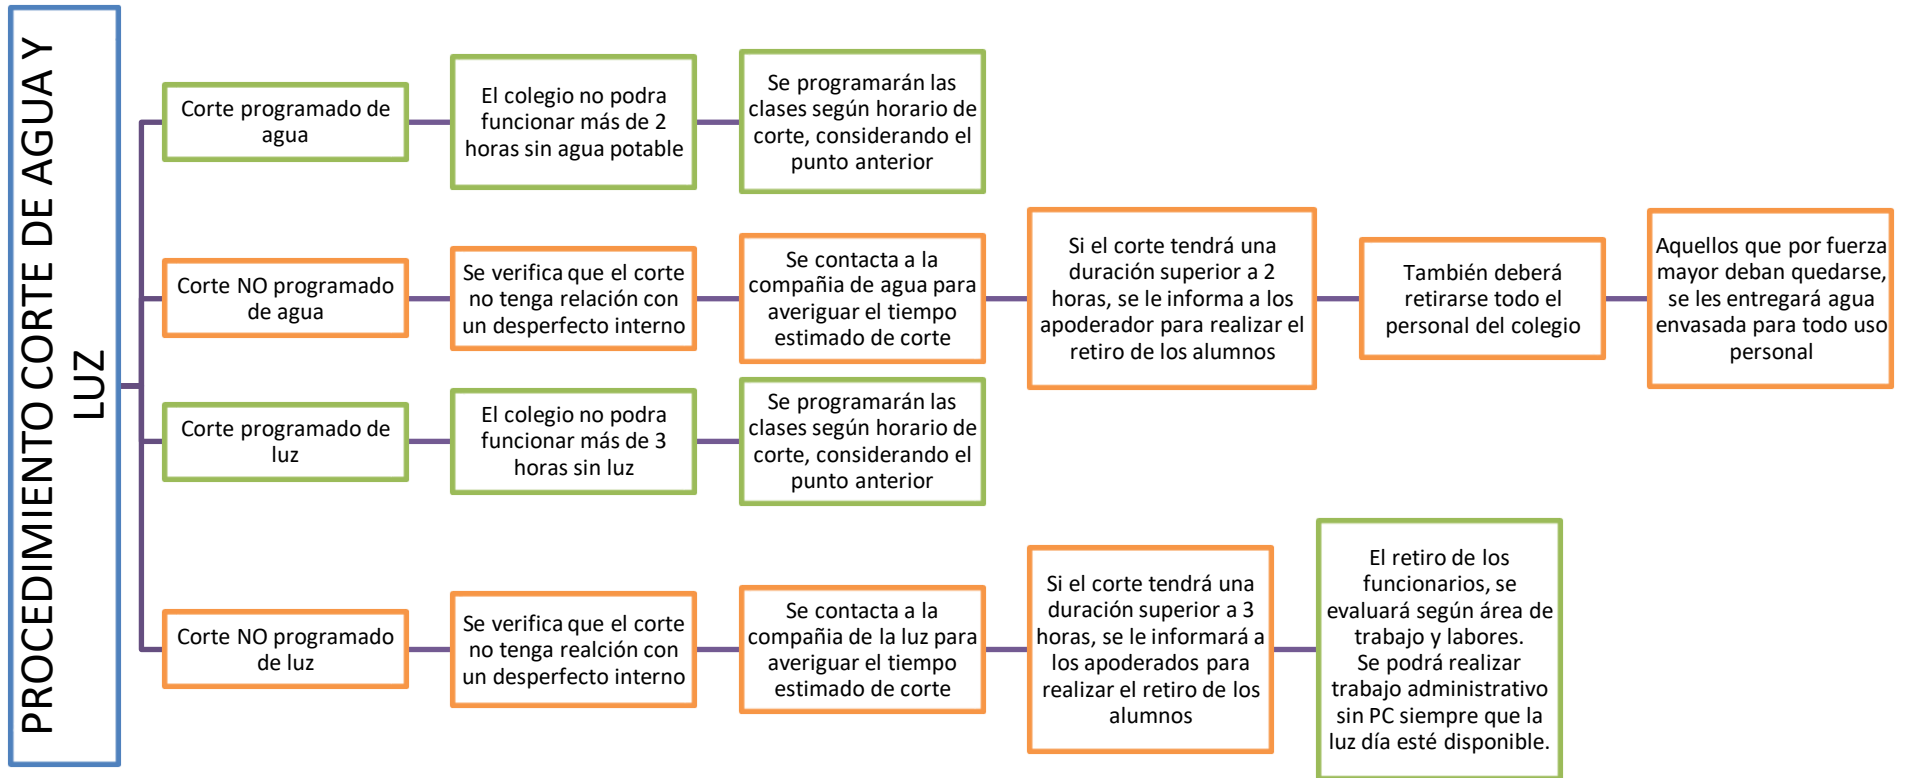 PROCEDIMIENTO CORTE DE AGUA Y
LUZ
Corte programado de
agua
El colegio no podra
funcionar más de 2
horas sin agua potable
Se programarán las
clases según horario de
corte, considerando el
punto anterior
Corte NO programado
de agua
Se verifica que el corte
no tenga relación con
un desperfecto interno
Se contacta a la
compañia de agua para
averiguar el tiempo
estimado de corte
Si el corte tendrá una
duración superior a 2
horas, se le informa a los
apoderador para realizar el
retiro de los alumnos
También deberá
retirarse todo el
personal del colegio
Aquellos que por fuerza
mayor deban quedarse,
se les entregará agua
envasada para todo uso
personal
Corte programado de
luz
El colegio no podra
funcionar más de 3
horas sin luz
Se programarán las
clases según horario de
corte, considerando el
punto anterior
Corte NO programado
de luz
Se verifica que el corte
no tenga realción con
un desperfecto interno
Se contacta a la
compañia de la luz para
averiguar el tiempo
estimado de corte
Si el corte tendrá una
duración superior a 3
horas, se le informará a
los apoderados para
realizar el retiro de los
alumnos
El retiro de los
funcionarios, se
evaluará según área de
trabajo y labores.
Se podrá realizar
trabajo administrativo
sin PC siempre que la
luz día esté disponible.